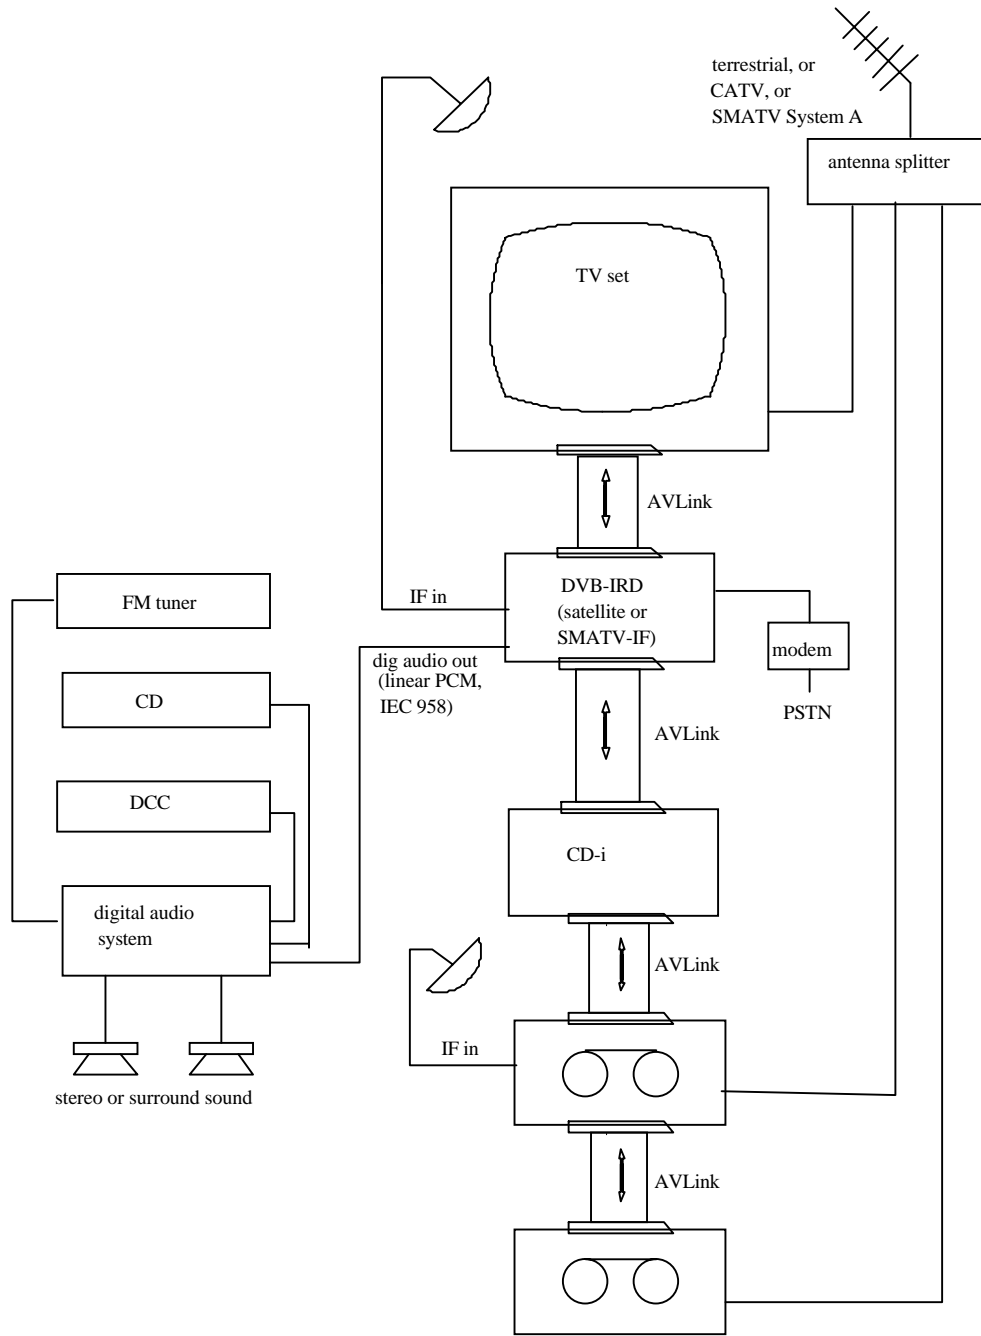 terrestrial, or
CATV, or
SMATV System A
antenna splitter
TV set
AVLink
DVB-IRD
(satellite or
SMATV-IF)
IF in
FM tuner
modem
dig audio out
(linear PCM,
IEC 958)
CD
PSTN
AVLink
DCC
CD-i
digital audio
system
AVLink
IF in
stereo or surround sound
AVLink